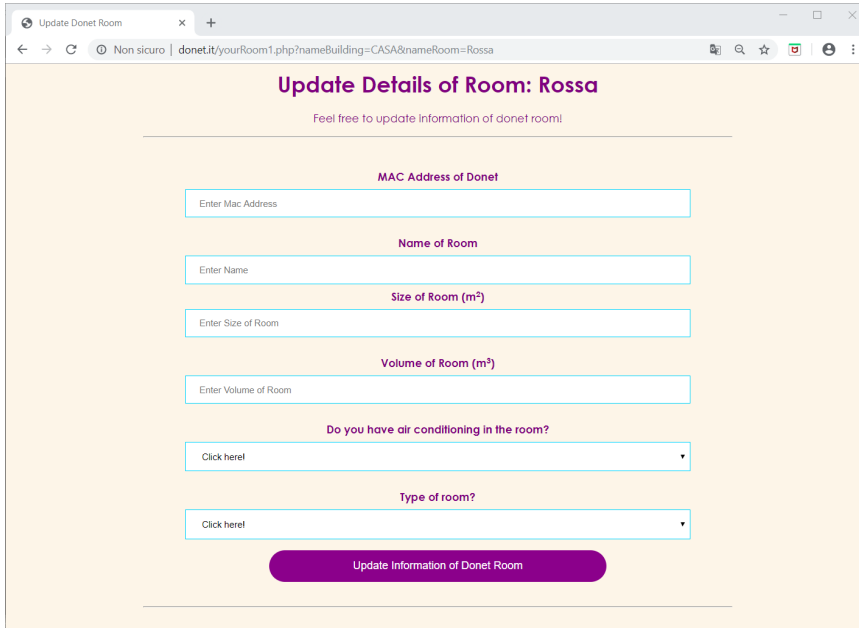 Update Donet Room
Non sicuro | donet.it/yourRoom1.php?nameBuilding=CASA&nameRoom=Rossa
Update Details of Room: Rossa
Feel free to update information of donet room!
MAC Address of Donet
Enter Mac Address
Name of Room
Enter Name
Size of Room (m²)
Enter Size of Room
Volume of Room (m³)
Enter Volume of Room
Do you have air conditioning in the room?
Click here!
Type of room?
Click here!
Update Information of Donet Room